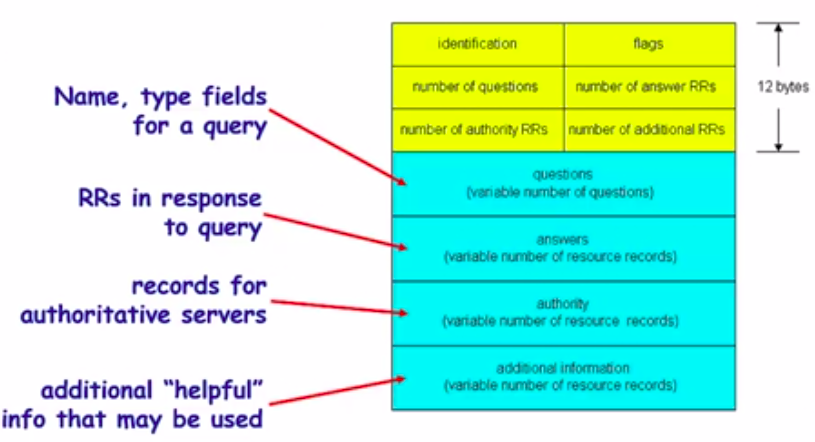 identification
flags
number of questions
number of answer RRs
12 bytes
number of authority RRs
number of additional RRs
Name, type fields
for a query
questions
(variable number of questions)
RRs in response
to query
answers
(variable number of resource records)
records for
authoritative servers
authority
(variable number of resource records)
additional "helpful"
info that may be used
additional information
(variable number of resource records)